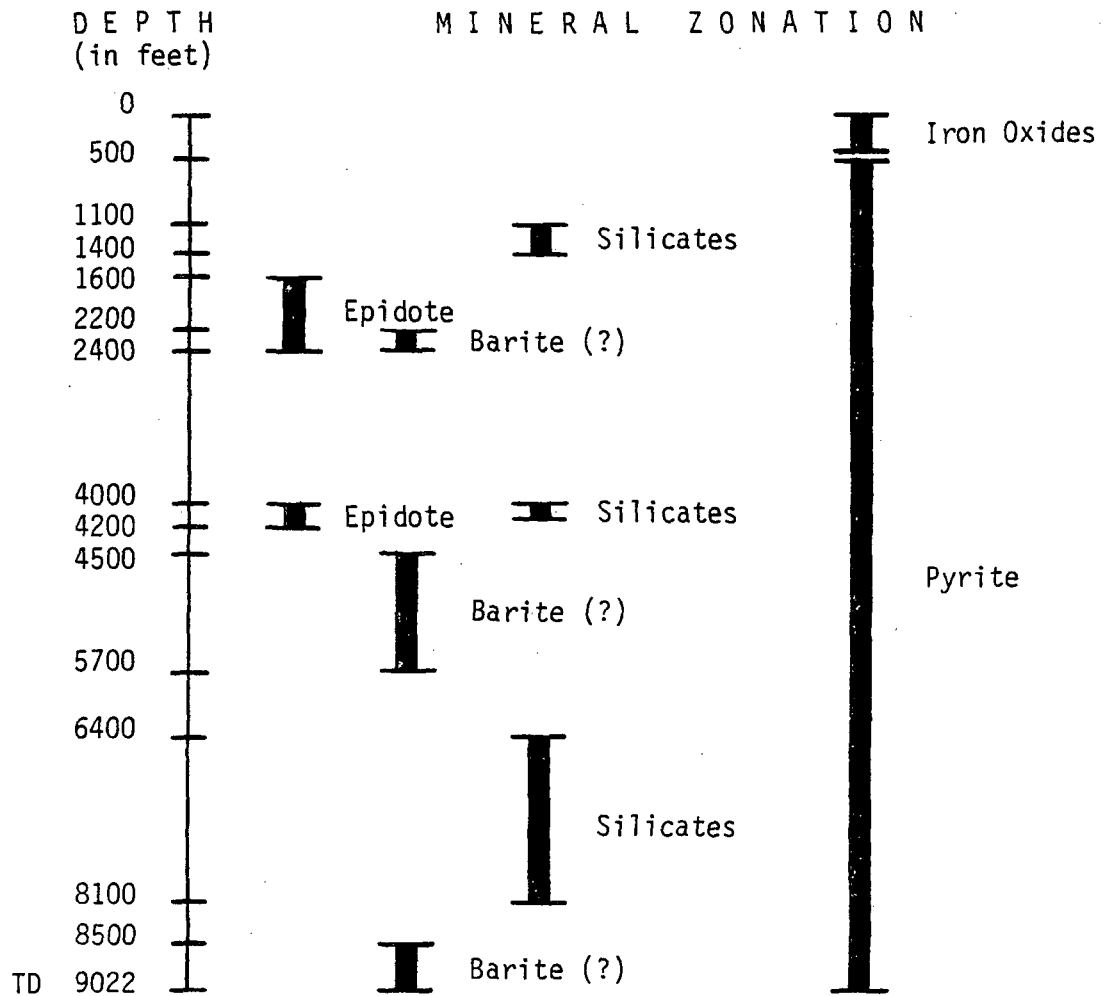 DEPTH MINERAL ZONATION
(in feet)
0
Iron Oxides
500
1100
Silicates
1400
1600
Epidote
2200
Barite (?)
2400
4000
Epidote Silicates
4200
4500
Pyrite
Barite (?)
5700
6400
Silicates
8100
8500
Barite (?)
TD 9022